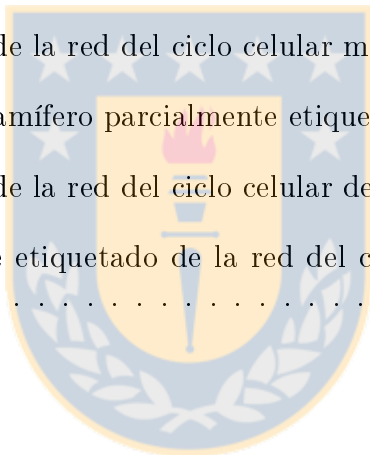 de la red del ciclo celular m
amífero parcialmente etique
de la red del ciclo celular de
e etiquetado de la red del c
. . . . . . . . . . . . . . .